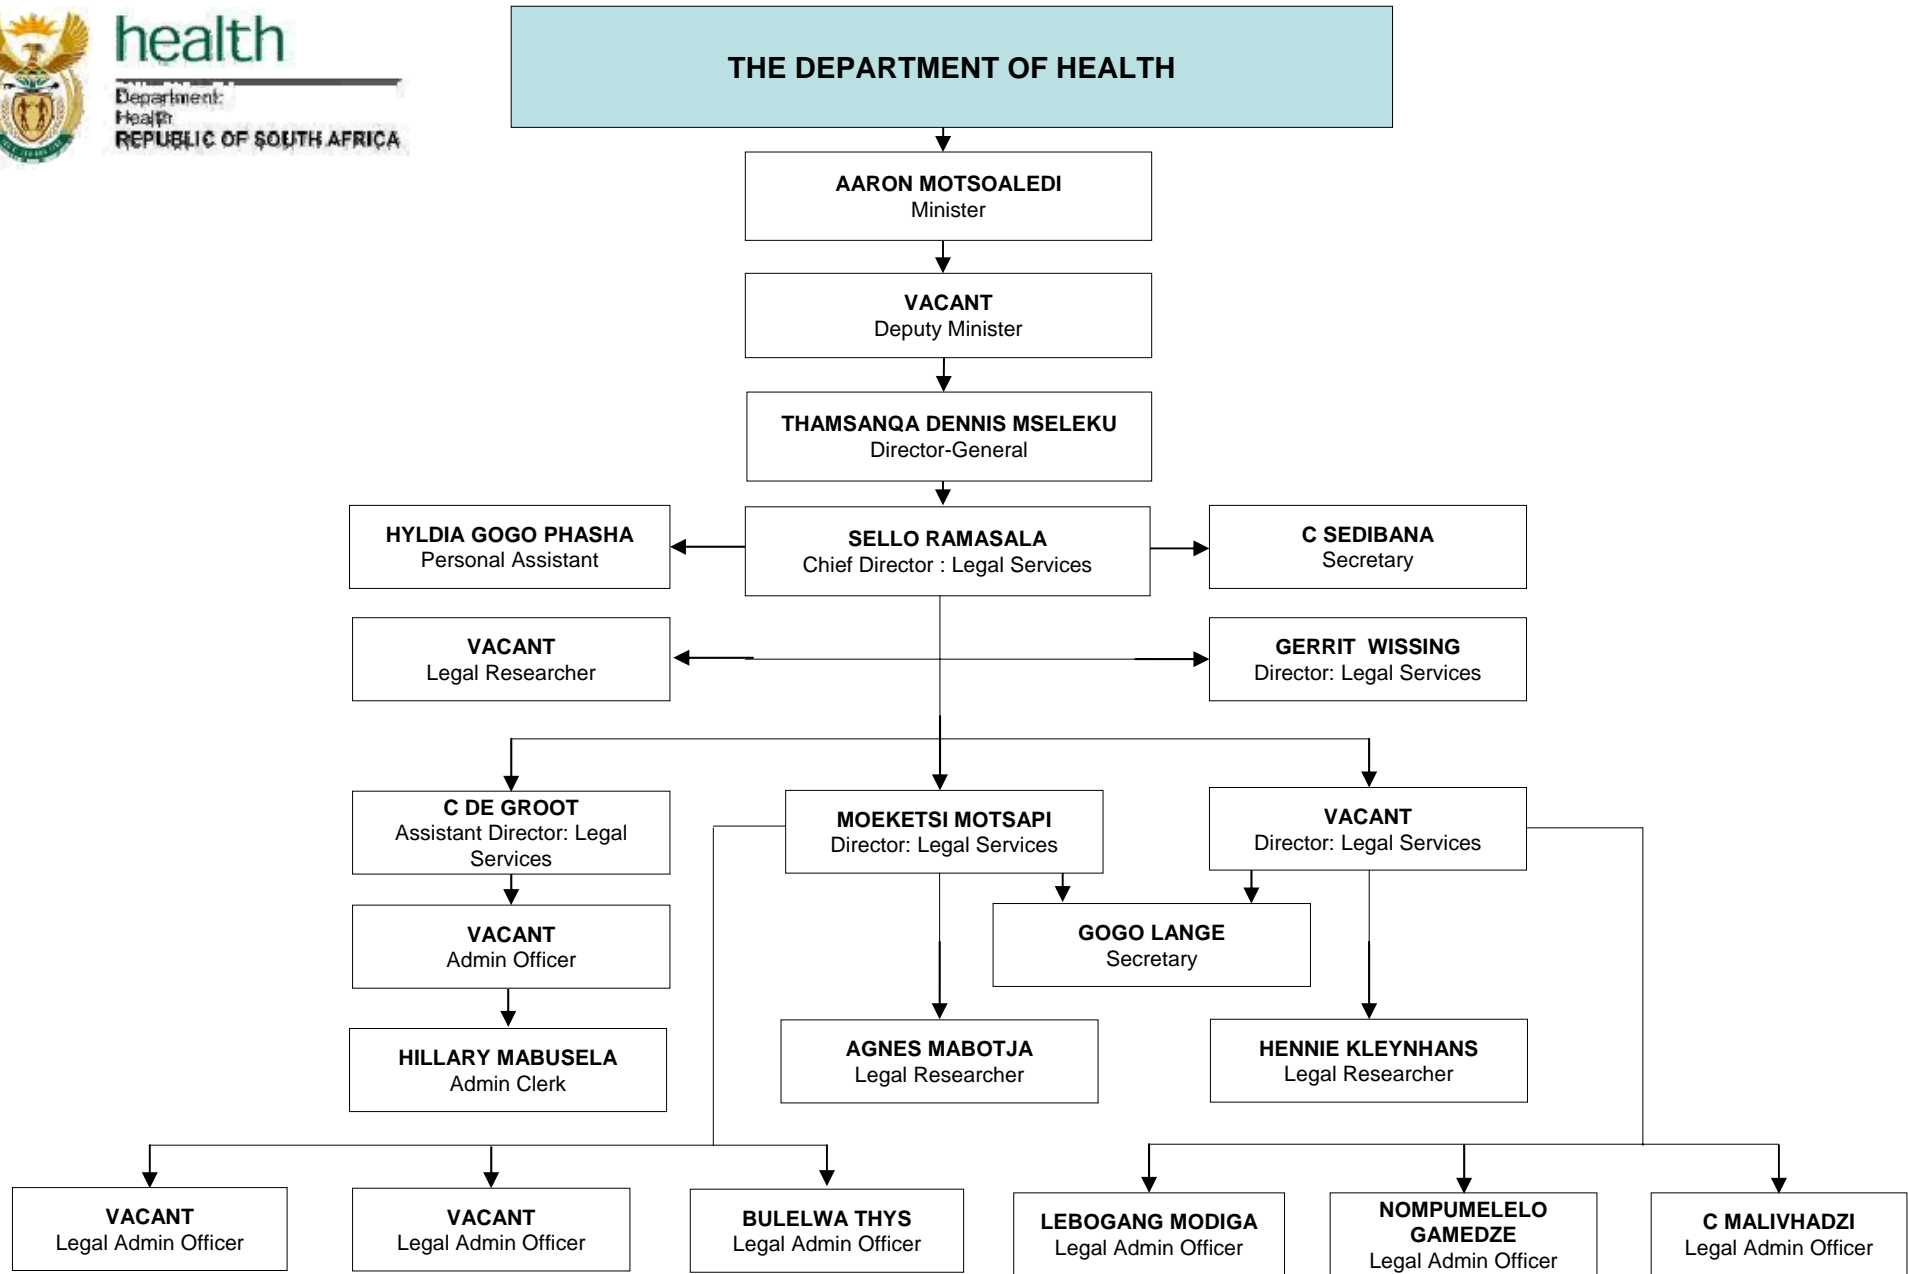 health
Department:
Health
REPUBLIC OF SOUTH AFRICA
THE DEPARTMENT OF HEALTH
AARON MOTSOALEDI
Minister
VACANT
Deputy Minister
THAMSANQA DENNIS MSELEKU
Director-General
HYLDIA GOGO PHASHA
Personal Assistant
SELLO RAMASALA
Chief Director : Legal Services
C SEDIBANA
Secretary
VACANT
Legal Researcher
GERRIT WISSING
Director: Legal Services
C DE GROOT
Assistant Director: Legal
Services
MOEKETSI MOTSAPI
Director: Legal Services
VACANT
Director: Legal Services
VACANT
Admin Officer
GOGO LANGE
Secretary
HILLARY MABUSELA
Admin Clerk
AGNES MABOTJA
Legal Researcher
HENNIE KLEYNHANS
Legal Researcher
VACANT
Legal Admin Officer
VACANT
Legal Admin Officer
BULELWA THYS
Legal Admin Officer
LEBOGANG MODIGA
Legal Admin Officer
NOMPUMELELO
GAMEDZE
Legal Admin Officer
C MALIVHADZI
Legal Admin Officer